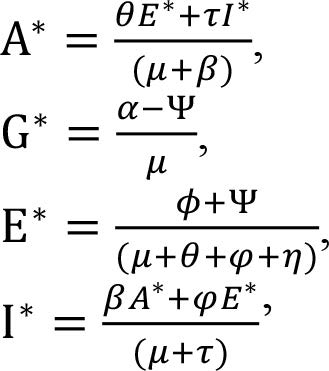 A* = θE*+τI* / (μ+β),
G* = α−Ψ / μ,
E* = ϕ+Ψ / (μ+θ+φ+η),
I* = βA*+φE* / (μ+τ),